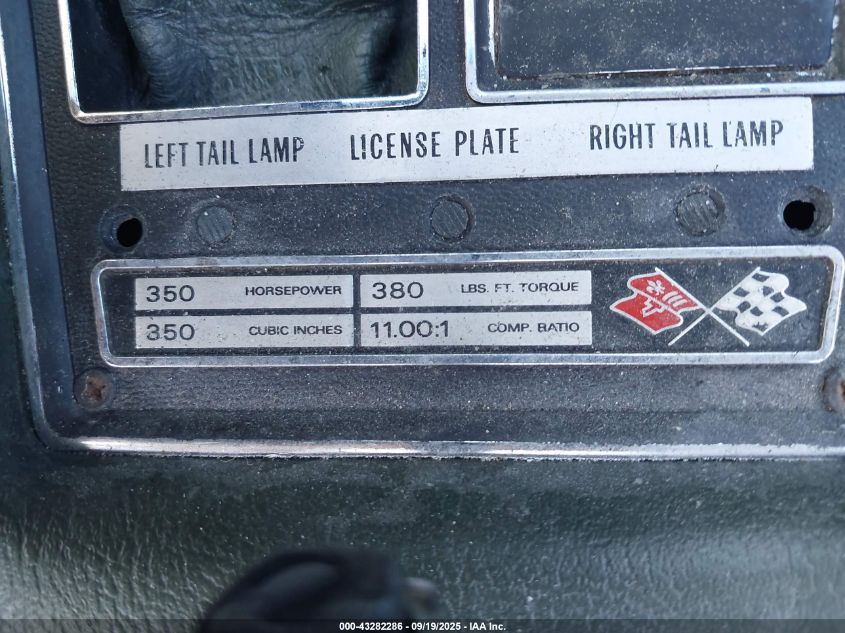 LEFT TAIL LAMP LICENSE PLATE RIGHT TAIL LAMP
350 HORSEPOWER 380 LBS. FT. TORQUE
350 CUBIC INCHES 11.00:1 COMP. RATIO
000-43282286 - 09/19/2025 - IAA Inc.